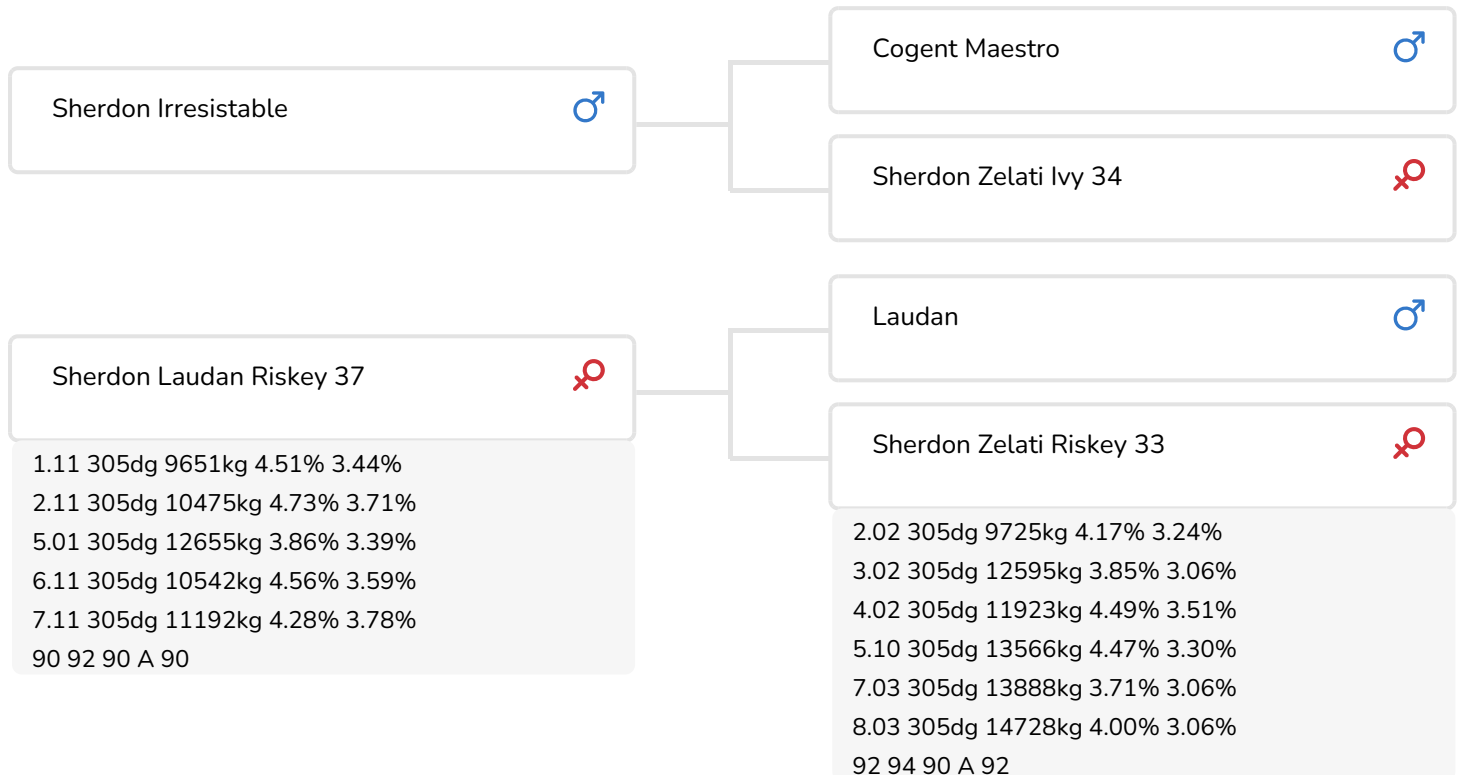 Cogent Maestro
Sherdon Irresistable
Sherdon Zelati Ivy 34
Laudan
Sherdon Laudan Riskey 37
1.11 305dg 9651kg 4.51% 3.44%
2.11 305dg 10475kg 4.73% 3.71%
5.01 305dg 12655kg 3.86% 3.39%
6.11 305dg 10542kg 4.56% 3.59%
7.11 305dg 11192kg 4.28% 3.78%
90 92 90 A 90
Sherdon Zelati Riskey 33
2.02 305dg 9725kg 4.17% 3.24%
3.02 305dg 12595kg 3.85% 3.06%
4.02 305dg 11923kg 4.49% 3.51%
5.10 305dg 13566kg 4.47% 3.30%
7.03 305dg 13888kg 3.71% 3.06%
8.03 305dg 14728kg 4.00% 3.06%
92 94 90 A 92